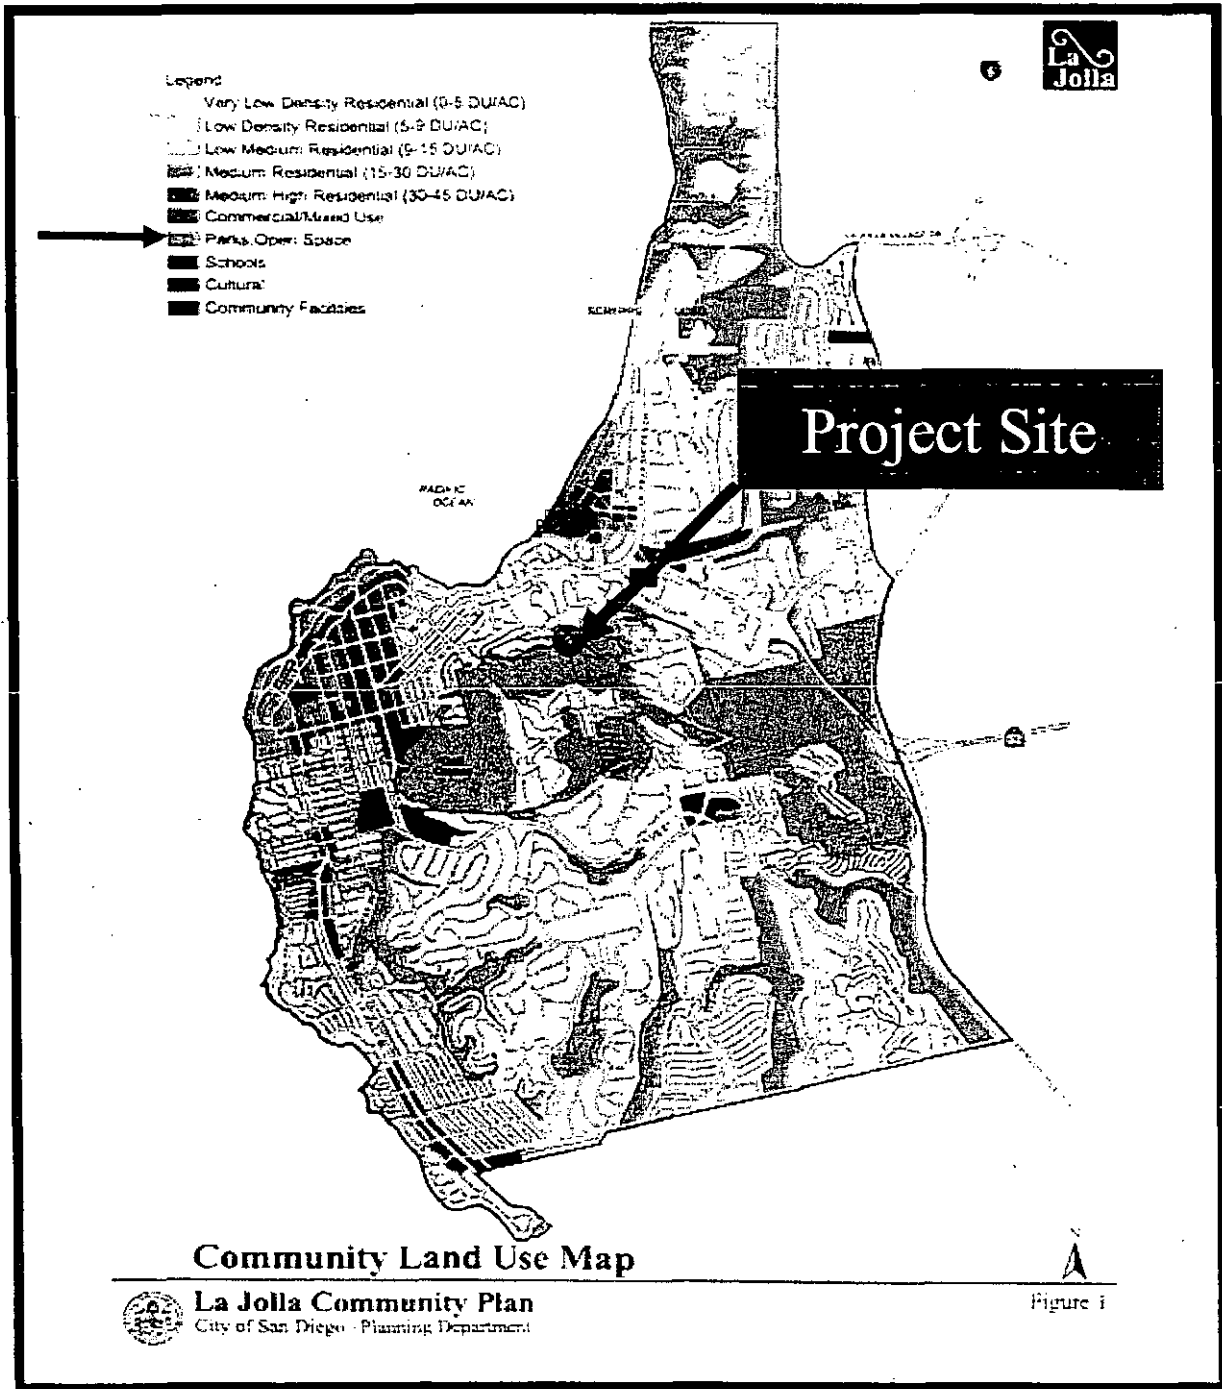 La
Jolla
Legend
Very Low Density Residential (0-5 DU/AC)
Low Density Residential (5-9 DU/AC)
Low Medium Residential (9-15 DU/AC)
Medium Residential (15-30 DU/AC)
Medium High Residential (30-45 DU/AC)
Commercial/Mixed Use
Parks, Open Space
Schools
Cultural
Community Facilities
Project Site
PACIFIC
OCEAN
Community Land Use Map
N
La Jolla Community Plan
City of San Diego · Planning Department
Figure 1